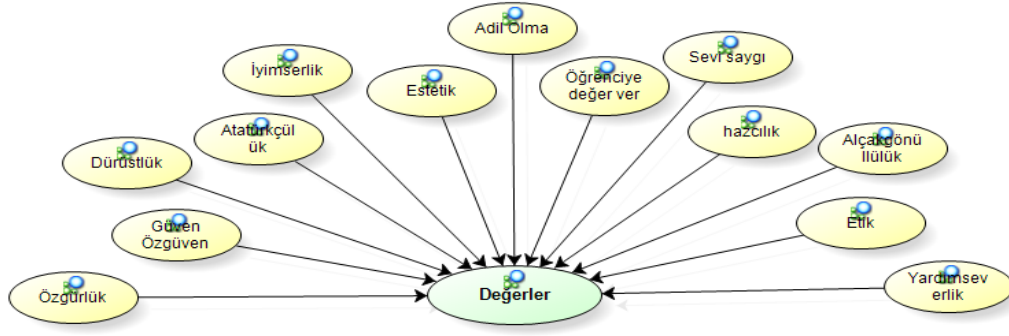 Adil Olma
İyimserlik
Estetik
Öğrenciye
değer ver
Sevi saygı
Atatürkçül
ük
hazcılık
Alçakgönü
llülük
Dürüstlük
Güven
Özgüven
Etik
Özgürlük
Değerler
Yardımsev
erlik